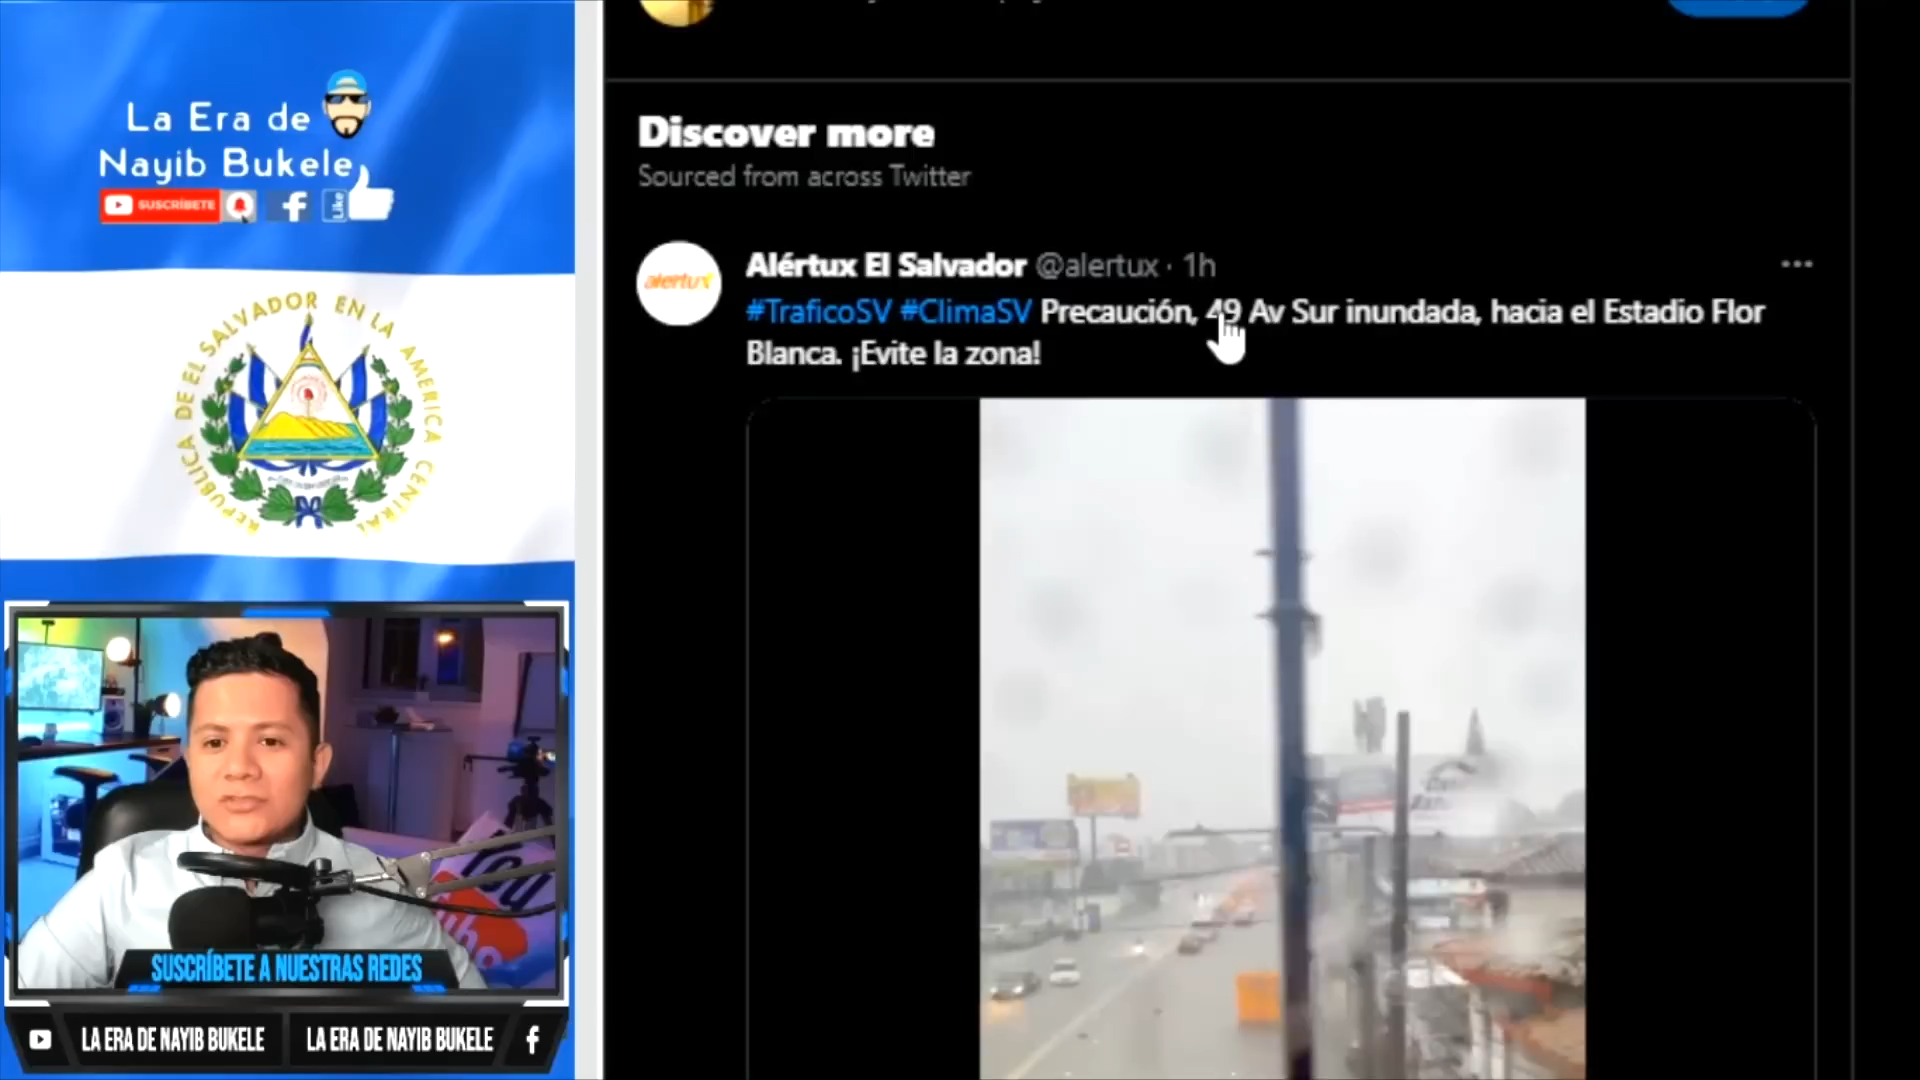 La Era de
Nayib Bukele
SUSCRÍBETE
Like
REPUBLICA DE EL SALVADOR EN LA AMERICA CENTRAL
Discover more
Sourced from across Twitter
alertux
Alértux El Salvador @alertux · 1h
#TraficoSV #ClimaSV Precaución, 49 Av Sur inundada, hacia el Estadio Flor
Blanca. ¡Evite la zona!
SUSCRÍBETE A NUESTRAS REDES
LA ERA DE NAYIB BUKELE
LA ERA DE NAYIB BUKELE